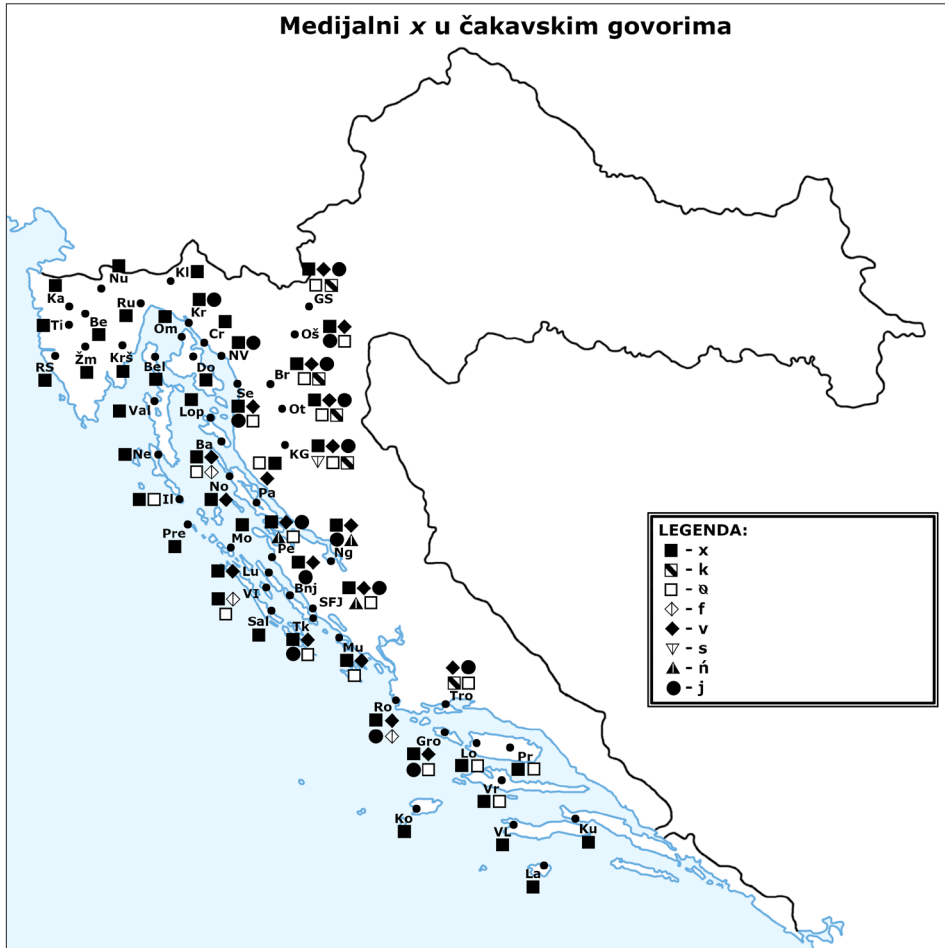 Medijalni x u čakavskim govorima
Nu
Kl
Ka
Kr
GS
Ru
Ti
Be
Om
Cr
Oš
RS
Žm
Krš
Bel
Do
NV
Br
Val
Lop
Se
Ot
Ne
Ba
KG
Il
No
Pa
Pre
Mo
Pe
Ng
Lu
VI
Bnj
SFJ
Sal
Tk
Mu
Tro
Ro
Gro
Lo
Pr
Vr
Ko
VL
Ku
La
LEGENDA:
- x
- k
- ꬾ
- f
- v
- s
- ń
- j